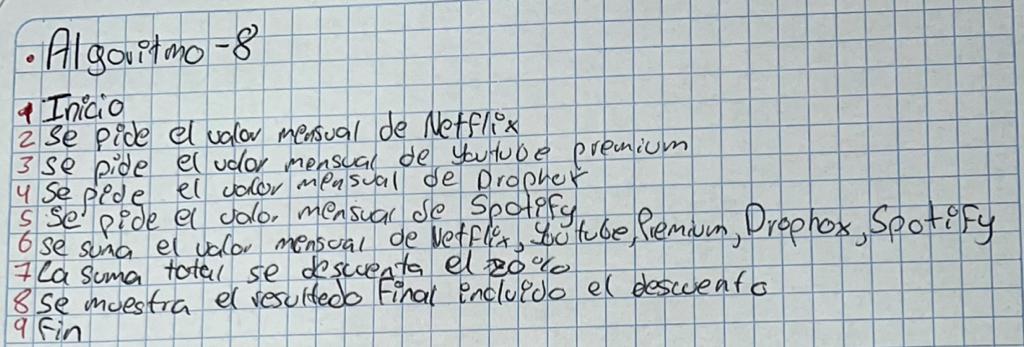 • Algoritmo - 8
1 Inicio
2 Se pide el valor mensual de Netflix
3 Se pide el valor mensual de Youtube premium
4 Se pide el valor mensual de Drophox
5 Se pide el valor mensual de Spotify
6 Se suma el valor mensual de Netflix, Youtube, Premium, Drophox, Spotify
7 La suma total se descuenta el 20%
8 Se muestra el resultado Final incluido el descuento
9 Fin